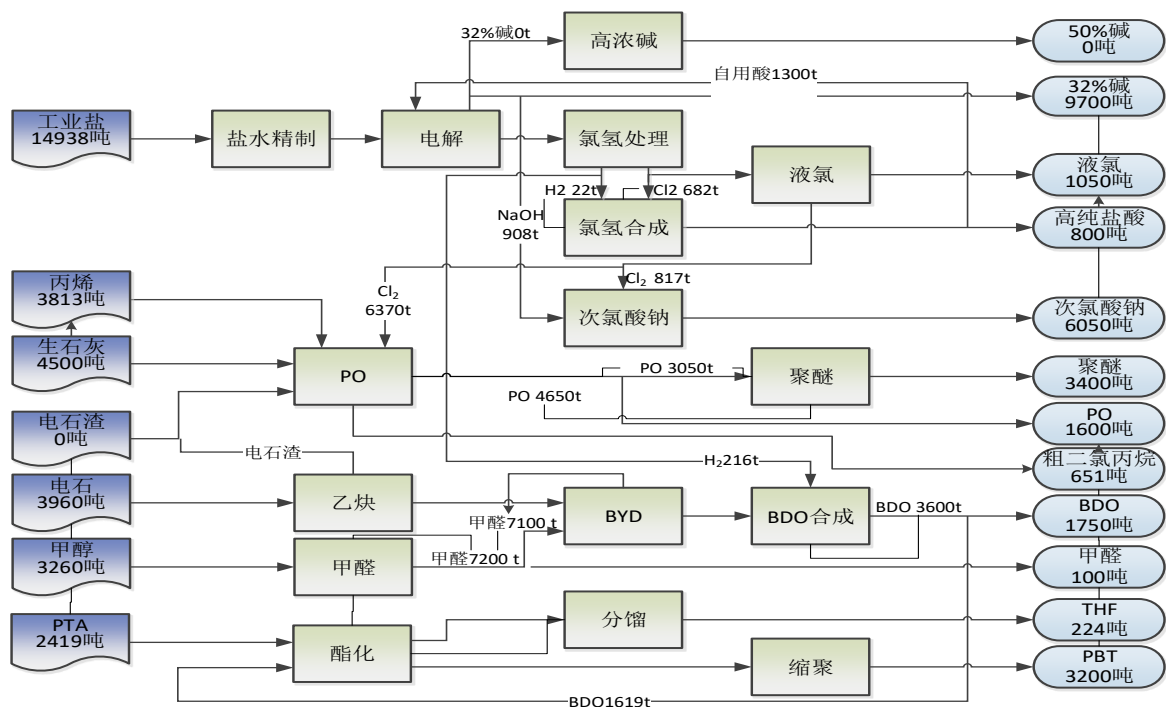 32%碱0t
高浓碱
50%碱
0吨
自用酸1300t
工业盐
14938吨
盐水精制
电解
氯氢处理
32%碱
9700吨
H2 22t
Cl2 682t
液氯
液氯
1050吨
NaOH
908t
氯氢合成
高纯盐酸
800吨
丙烯
3813吨
Cl₂
6370t
Cl₂ 817t
次氯酸钠
次氯酸钠
6050吨
生石灰
4500吨
PO
PO 3050t
聚醚
聚醚
3400吨
PO 4650t
PO
1600吨
电石渣
0吨
电石渣
H₂216t
粗二氯丙烷
651吨
电石
3960吨
乙炔
甲醛7100 t
BYD
BDO合成
BDO 3600t
BDO
1750吨
甲醇
3260吨
甲醛
甲醛7200 t
甲醛
100吨
PTA
2419吨
酯化
分馏
THF
224吨
缩聚
PBT
3200吨
BDO1619t